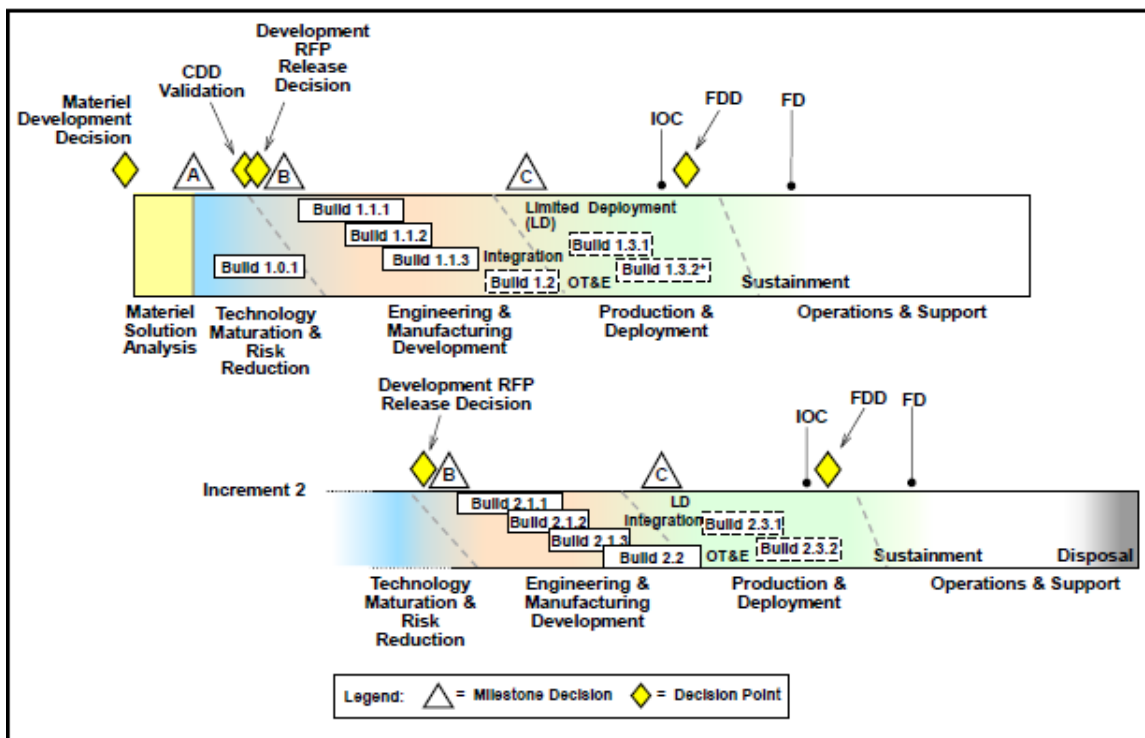 Development
RFP
Release
Decision
CDD
Validation
Materiel
Development
Decision
IOC
FDD
FD
A
B
C
Build 1.1.1
Limited Deployment
(LD)
Build 1.1.2
Build 1.3.1
Build 1.1.3
Integration
Build 1.0.1
Build 1.3.2*
Build 1.2
OT&E
Sustainment
Materiel
Solution
Analysis
Technology
Maturation &
Risk
Reduction
Engineering &
Manufacturing
Development
Production &
Deployment
Operations & Support
Development RFP
Release Decision
IOC
FDD
FD
B
C
Increment 2
Build 2.1.1
LD
Build 2.1.2
Integration
Build 2.3.1
Build 2.1.3
Build 2.3.2
Build 2.2
OT&E
Sustainment
Disposal
Technology
Maturation &
Risk
Reduction
Engineering &
Manufacturing
Development
Production &
Deployment
Operations & Support
Legend: = Milestone Decision = Decision Point